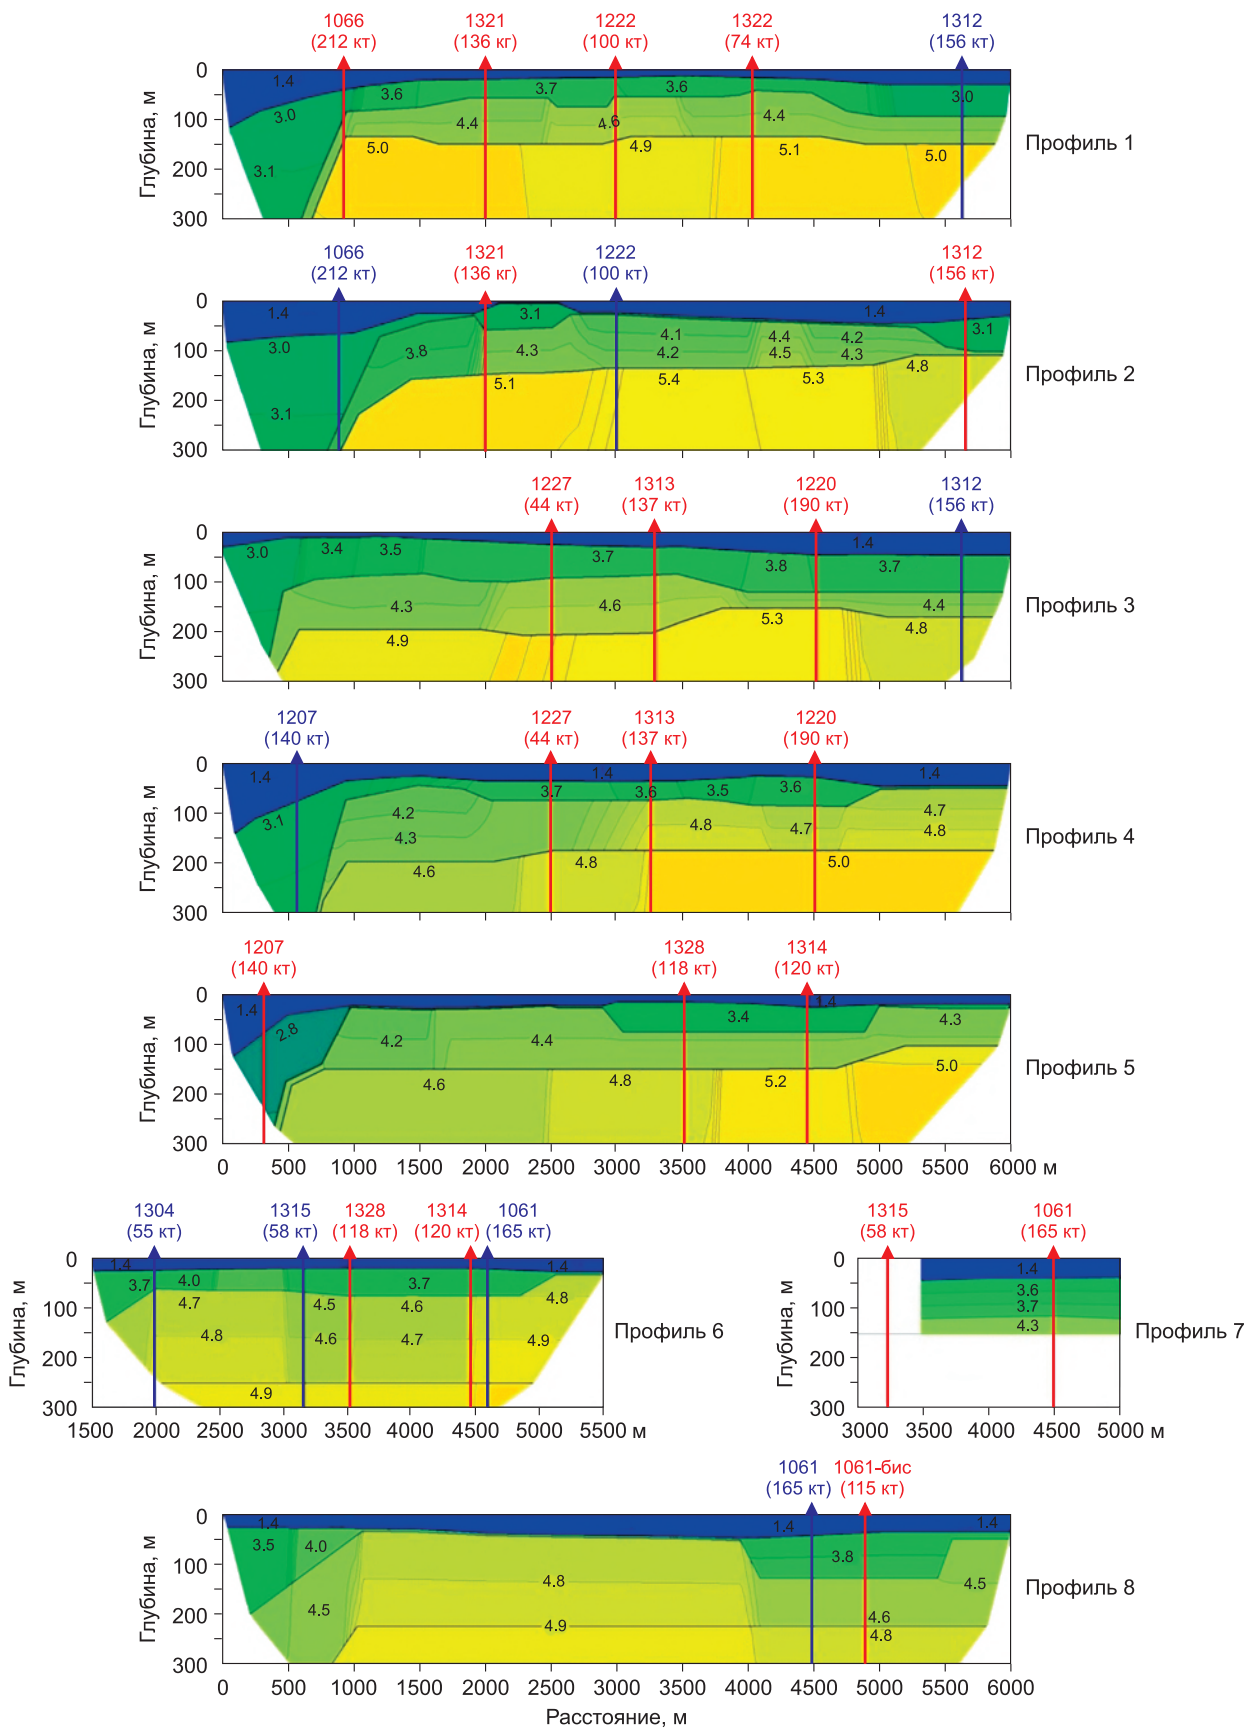 1066 1321 1222 1322 1312
(212 кт) (136 кг) (100 кт) (74 кт) (156 кт)
0
1.4
3.6 3.7 3.6 3.0
3.0
100
4.4 4.6 4.4
5.0 4.9 5.1 5.0
Профиль 1
200
3.1
300
Глубина, м
1066 1321 1222 1312
(212 кт) (136 кг) (100 кт) (156 кт)
0
1.4 3.1 1.4 3.1
4.1 4.4 4.2
100
3.0 3.8 4.3 4.2 4.5 4.3 4.8
5.1 5.4 5.3
Профиль 2
200
3.1
300
Глубина, м
1227 1313 1220 1312
(44 кт) (137 кт) (190 кт) (156 кт)
0
1.4
3.0 3.4 3.5 3.7 3.8 3.7
100
4.3 4.6 4.4
Профиль 3
200
4.9 5.3 4.8
300
Глубина, м
1207 1227 1313 1220
(140 кт) (44 кт) (137 кт) (190 кт)
0
1.4 1.4 1.4
3.7 3.6 3.5 3.6
100
3.1 4.2 4.8 4.7 4.7
4.3 4.8
Профиль 4
200
4.6 4.8 5.0
300
Глубина, м
1207 1328 1314
(140 кт) (118 кт) (120 кт)
0
1.4 1.4
2.8 3.4 4.3
100
4.2 4.4
4.6 4.8 5.2 5.0
Профиль 5
200
300
Глубина, м
0 500 1000 1500 2000 2500 3000 3500 4000 4500 5000 5500 6000 м
1304 1315 1328 1314 1061
(55 кт) (58 кт) (118 кт) (120 кт) (165 кт)
0
1.4
3.7 4.0 3.7
100
4.7 4.5 4.6 4.8
4.8 4.6 4.7 4.9
Профиль 6
200
4.9
300
Глубина, м
1500 2000 2500 3000 3500 4000 4500 5000 5500 м
1315 1061
(58 кт) (165 кт)
0
1.4
3.6
100
3.7
4.3
Профиль 7
200
300
Глубина, м
3000 3500 4000 4500 5000 м
1061 1061-бис
(165 кт) (115 кт)
0
1.4 1.4 1.4 1.4
3.5 4.0 3.8
100
4.8 4.5
Профиль 8
200
4.5 4.9 4.6
4.8
300
Глубина, м
0 500 1000 1500 2000 2500 3000 3500 4000 4500 5000 5500 6000
Расстояние, м